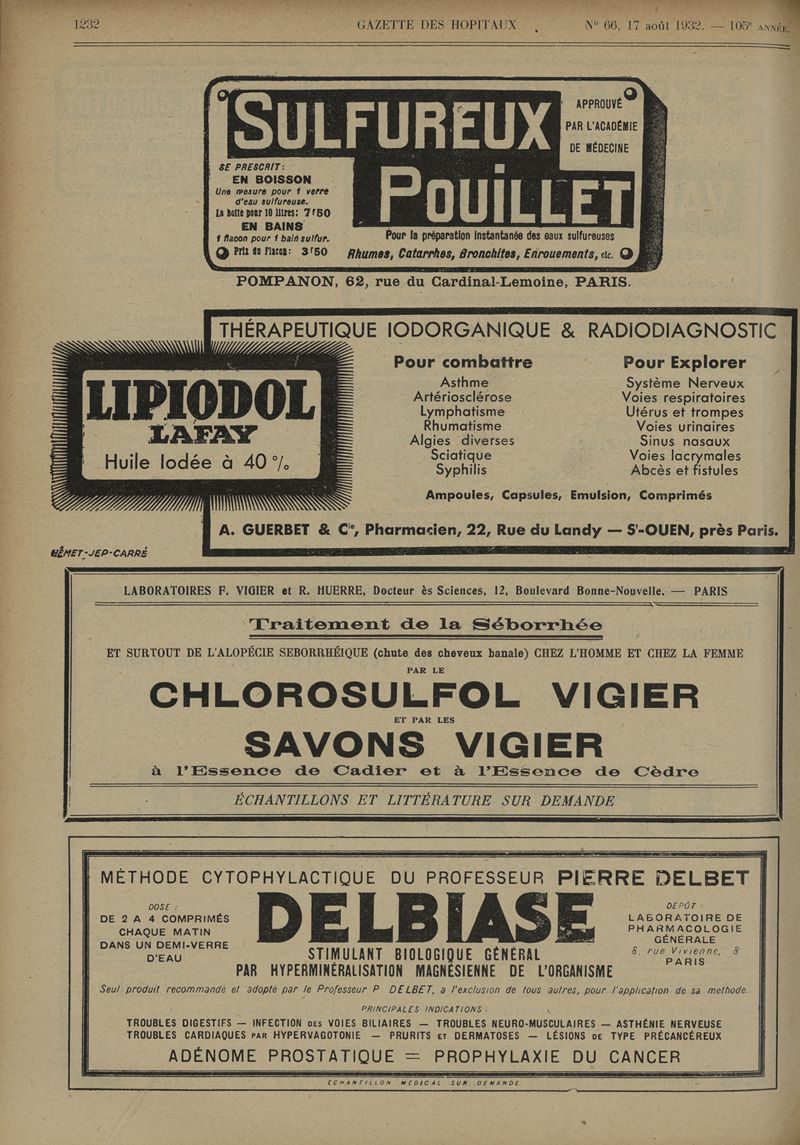 1232 GAZETTE DES HOPITAUX N° 66, 17 août 1932. — 105e ANNÉE.
SULFUREUX
POUILLET
APPROUVÉ
PAR L'ACADÉMIE
DE MÉDECINE
SE PRESCRIT :
EN BOISSON
Une mesure pour 1 verre
d'eau sulfureuse.
La boîte pour 10 litres: 7f50
EN BAINS
1 flacon pour 1 bain sulfur.
Prix du Flacon: 3f50
Pour la préparation instantanée des eaux sulfureuses
Rhumes, Catarrhes, Bronchites, Enrouements, etc.
POMPANON, 62, rue du Cardinal-Lemoine, PARIS.
THÉRAPEUTIQUE IODORGANIQUE & RADIODIAGNOSTIC
LIPIODOL
LAFAY
Huile Iodée à 40 %
Pour combattre
Asthme
Artériosclérose
Lymphatisme
Rhumatisme
Algies diverses
Sciatique
Syphilis
Pour Explorer
Système Nerveux
Voies respiratoires
Utérus et trompes
Voies urinaires
Sinus nasaux
Voies lacrymales
Abcès et fistules
Ampoules, Capsules, Emulsion, Comprimés
A. GUERBET & Cie, Pharmacien, 22, Rue du Landy — St-OUEN, près Paris.
HÉMET-JEP-CARRÉ
LABORATOIRES F. VIGIER et R. HUERRE, Docteur ès Sciences, 12, Boulevard Bonne-Nouvelle. — PARIS
Traitement de la Séborrhée
ET SURTOUT DE L'ALOPÉCIE SEBORRHÉIQUE (chute des cheveux banale) CHEZ L'HOMME ET CHEZ LA FEMME
PAR LE
CHLOROSULFOL VIGIER
ET PAR LES
SAVONS VIGIER
à l'Essence de Cadier et à l'Essence de Cèdre
ÉCHANTILLONS ET LITTÉRATURE SUR DEMANDE
MÉTHODE CYTOPHYLACTIQUE DU PROFESSEUR PIERRE DELBET
DOSE :
DE 2 A 4 COMPRIMÉS
CHAQUE MATIN
DANS UN DEMI-VERRE
D'EAU
DELBIASE
STIMULANT BIOLOGIQUE GÉNÉRAL
PAR HYPERMINÉRALISATION MAGNÉSIENNE DE L'ORGANISME
DÉPÔT :
LABORATOIRE DE
PHARMACOLOGIE
GÉNÉRALE
8, rue Vivienne, 8
PARIS
Seul produit recommandé et adopté par le Professeur P DELBET, a l'exclusion de tous autres, pour l'application de sa methode.
PRINCIPALES INDICATIONS :
TROUBLES DIGESTIFS — INFECTION DES VOIES BILIAIRES — TROUBLES NEURO-MUSCULAIRES — ASTHÉNIE NERVEUSE
TROUBLES CARDIAQUES PAR HYPERVAGOTONIE — PRURITS ET DERMATOSES — LÉSIONS DE TYPE PRÉCANCÉREUX
ADÉNOME PROSTATIQUE = PROPHYLAXIE DU CANCER
ECHANTILLON MEDICAL SUR DEMANDE